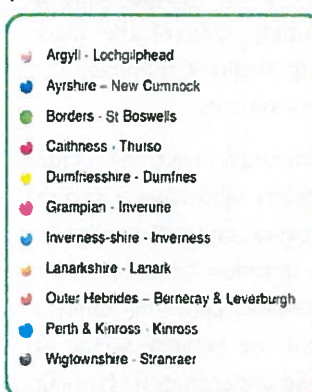 Argyll - Lochgilphead
Ayrshire – New Cumnock
Borders - St Boswells
Caithness - Thurso
Dumfriesshire - Dumfries
Grampian - Inverurie
Inverness-shire - Inverness
Lanarkshire - Lanark
Outer Hebrides – Berneray & Leverburgh
Perth & Kinross - Kinross
Wigtownshire - Stranraer